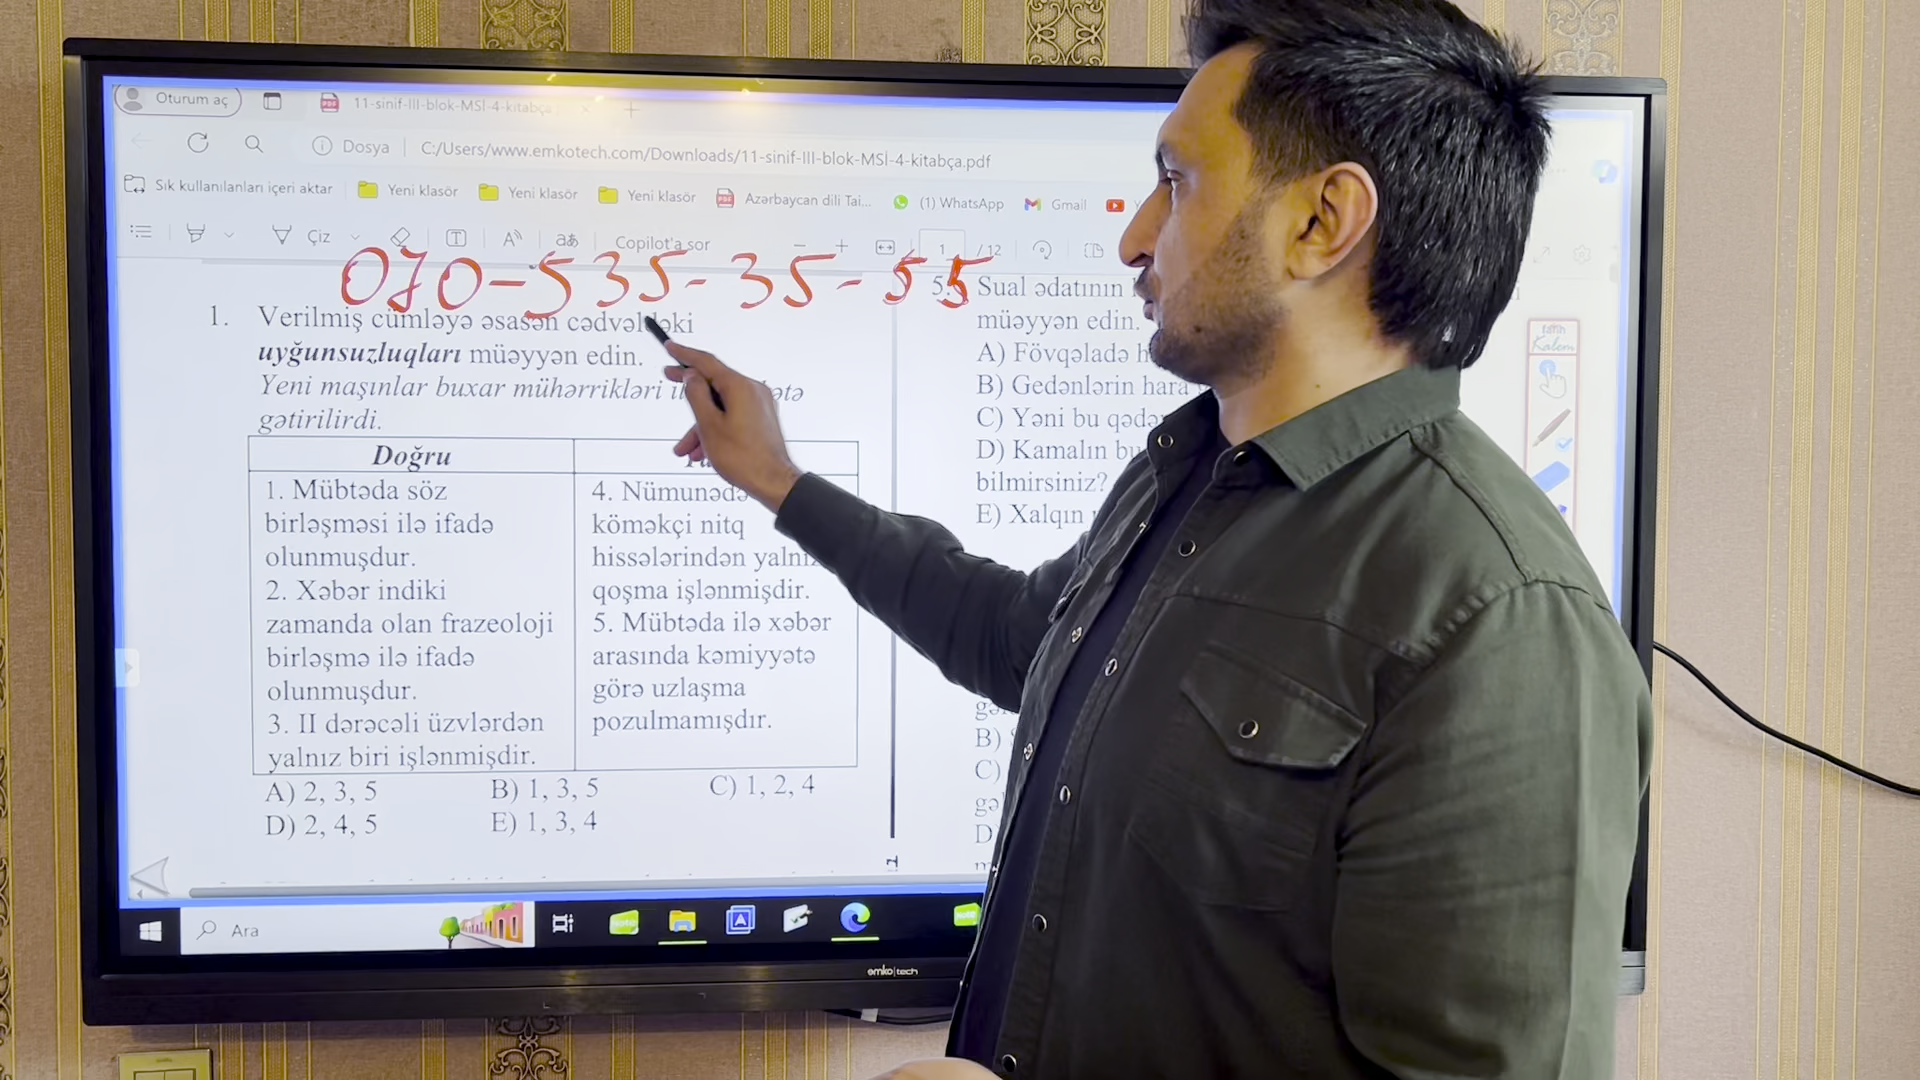 Oturum aç
11-sinif-III-blok-MSİ-4-kitabça
Dosya
C:/Users/www.emkotech.com/Downloads/11-sinif-III-blok-MSİ-4-kitabça.pdf
Sık kullanılanları içeri aktar
Yeni klasör
Yeni klasör
Yeni klasör
Azərbaycan dili Tai...
(1) WhatsApp
Gmail
Çiz
Copilot'a sor
1 / 12
070-535-35-55
1. Verilmiş cümləyə əsasən cədvəldəki
uyğunsuzluqları müəyyən edin.
Yeni maşınlar buxar mühərrikləri
gətirilirdi.
Doğru
1. Mübtəda söz
birləşməsi ilə ifadə
olunmuşdur.
2. Xəbər indiki
zamanda olan frazeoloji
birləşmə ilə ifadə
olunmuşdur.
3. II dərəcəli üzvlərdən
yalnız biri işlənmişdir.
4. Nümunədə
köməkçi nitq
hissələrindən yalnız
qoşma işlənmişdir.
5. Mübtəda ilə xəbər
arasında kəmiyyətə
görə uzlaşma
pozulmamışdır.
A) 2, 3, 5 B) 1, 3, 5 C) 1, 2, 4
D) 2, 4, 5 E) 1, 3, 4
5. Sual ədatının
müəyyən edin.
A) Fövqəladə
B) Gedənlərin hara
C) Yəni bu qədər
D) Kamalın bu
bilmirsiniz?
E) Xalqın
B)
C)
D
fatih
Kalem
Ara
emko|tech